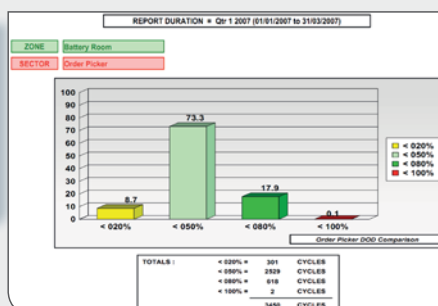 REPORT DURATION = Qtr 1 2007 (01/01/2007 to 31/03/2007)
ZONE Battery Room
SECTOR Order Picker
100
90
80
70
60
50
40
30
20
10
0
8.7
73.3
17.9
0.1
< 020% < 050% < 080% < 100%
< 020%
< 050%
< 080%
< 100%
Order Picker DOD Comparison
TOTALS : < 020% = 301 CYCLES
< 050% = 2529 CYCLES
< 080% = 618 CYCLES
< 100% = 2 CYCLES
3450 CYCLES